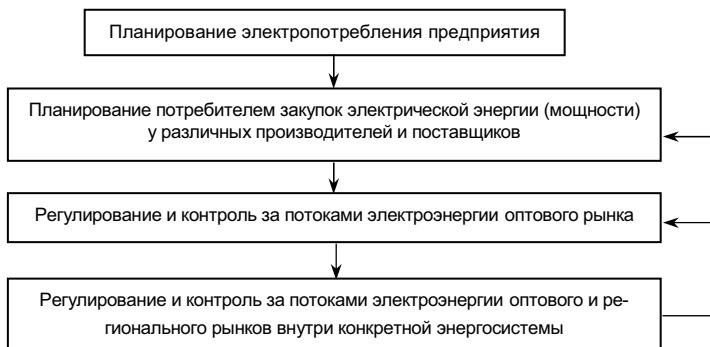 Планирование электропотребления предприятия
Планирование потребителем закупок электрической энергии (мощности)
у различных производителей и поставщиков
Регулирование и контроль за потоками электроэнергии оптового рынка
Регулирование и контроль за потоками электроэнергии оптового и ре-
гионального рынков внутри конкретной энергосистемы